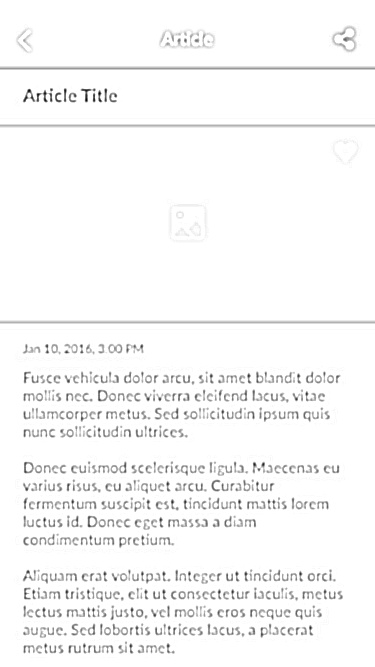 Article
Article Title
Jan 10, 2016, 3:00 PM
Fusce vehicula dolor arcu, sit amet blandit dolor
mollis nec. Donec viverra eleifend lacus, vitae
ullamcorper metus. Sed sollicitudin ipsum quis
nunc sollicitudin ultrices.
Donec euismod scelerisque ligula. Maecenas eu
varius risus, eu aliquet arcu. Curabitur
fermentum suscipit est, tincidunt mattis lorem
luctus id. Donec eget massa a diam
condimentum pretium.
Aliquam erat volutpat. Integer ut tincidunt orci.
Etiam tristique, elit ut consectetur iaculis, metus
lectus mattis justo, vel mollis eros neque quis
augue. Sed lobortis ultrices lacus, a placerat
metus rutrum sit amet.